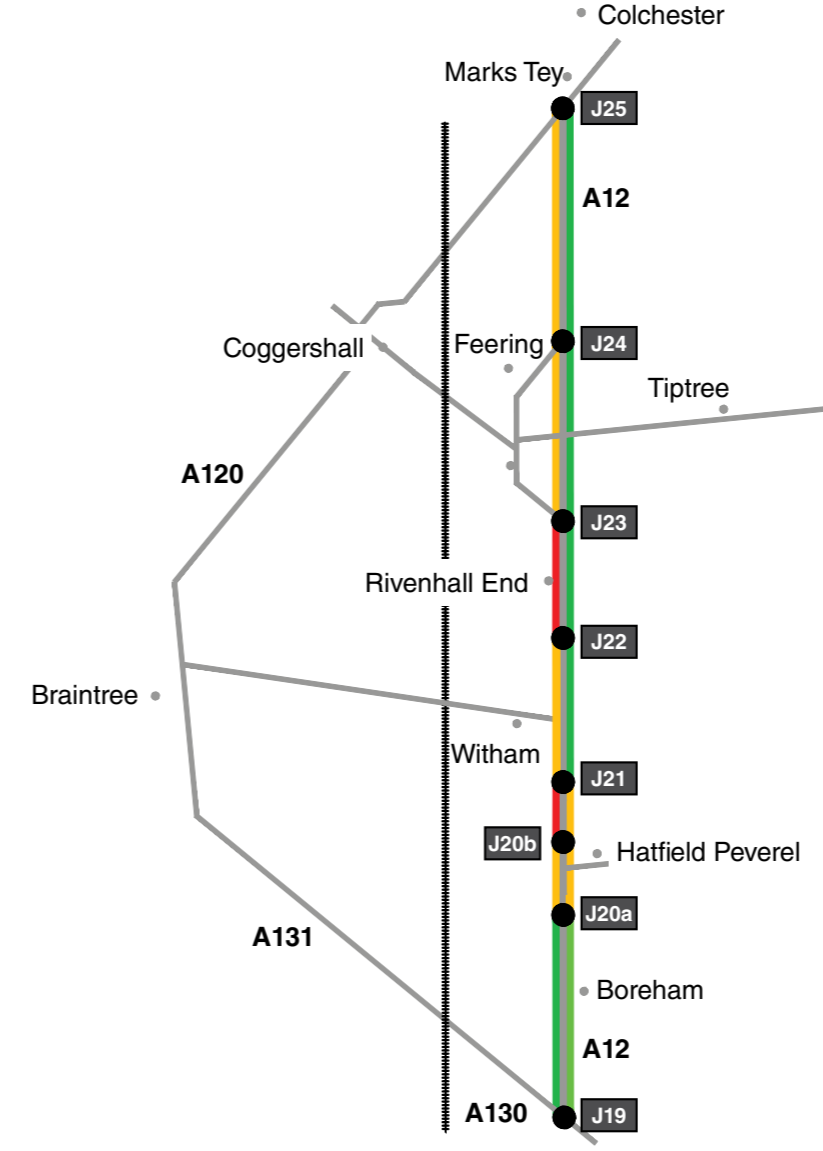 Colchester
Marks Tey
J25
A12
Coggershall
Feering
J24
Tiptree
A120
J23
Rivenhall End
J22
Braintree
Witham
J21
J20b
Hatfield Peverel
J20a
A131
Boreham
A12
A130
J19